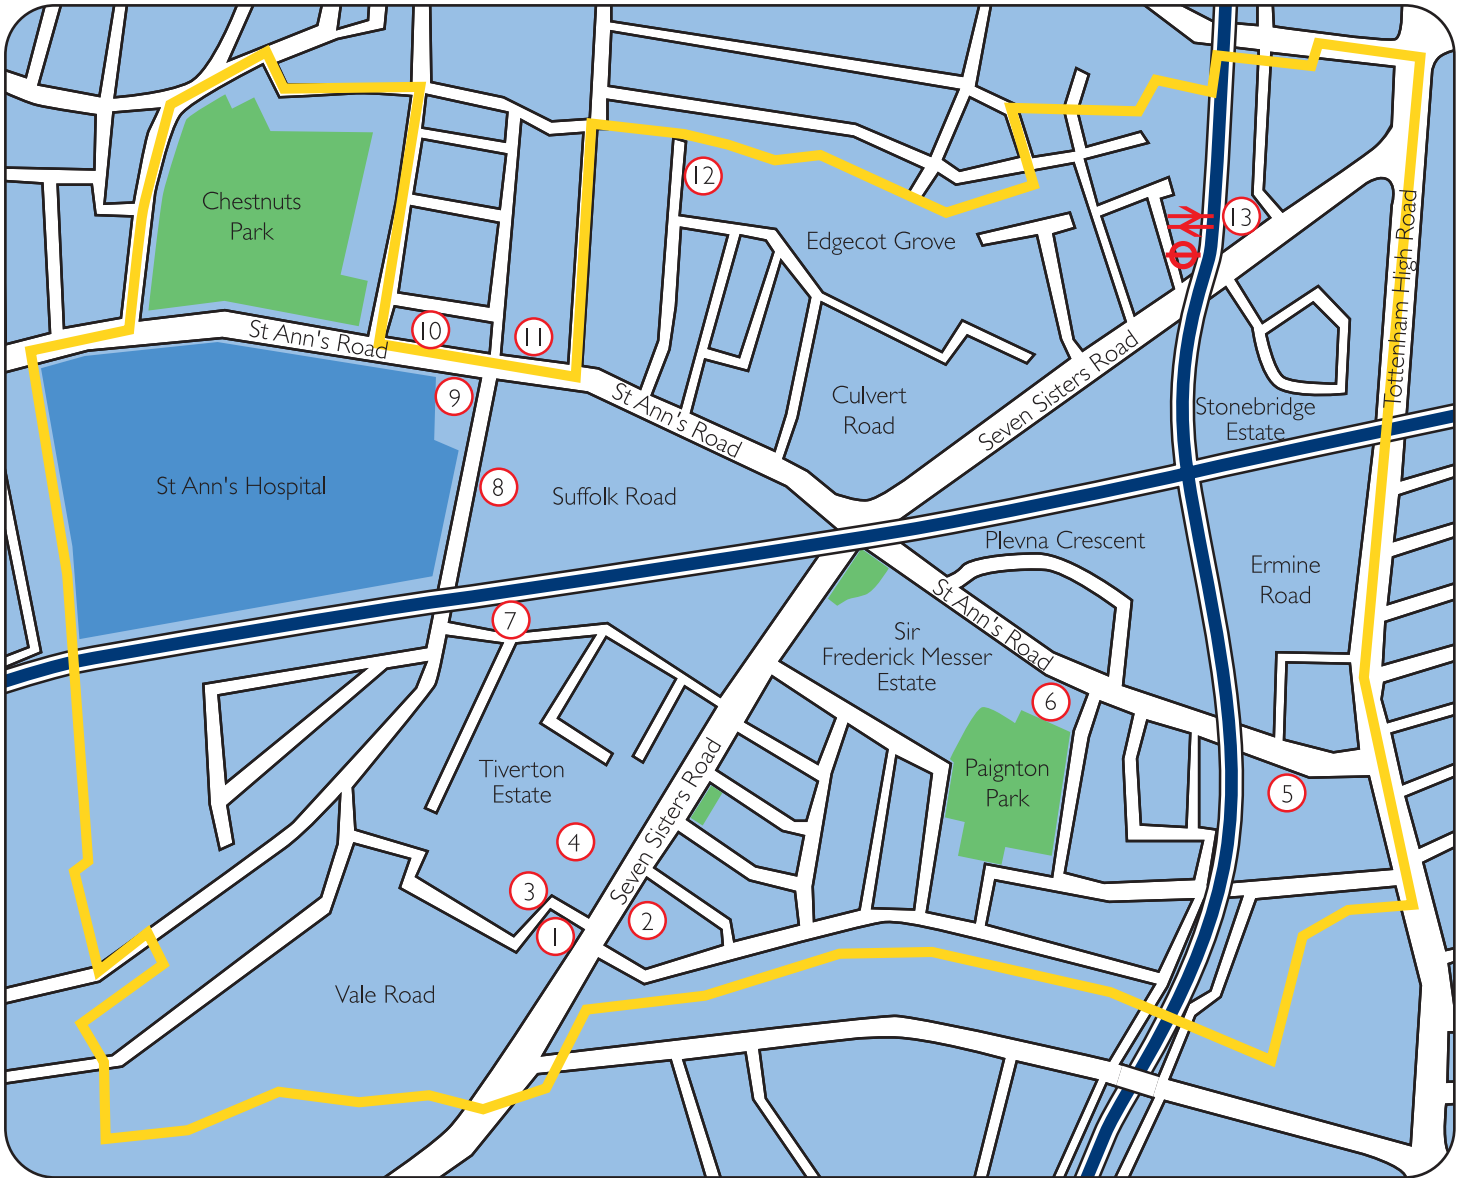 12
Chestnuts
Park
13
Edgecot Grove
Tottenham High Road
St Ann's Road
10
11
Seven Sisters Road
9
St Ann's Road
Culvert
Road
Stonebridge
Estate
St Ann's Hospital
8
Suffolk Road
Plevna Crescent
Ermine
Road
7
St Ann's Road
Sir
Frederick Messer
Estate
6
Tiverton
Estate
Seven Sisters Road
Paignton
Park
5
4
3
2
1
Vale Road